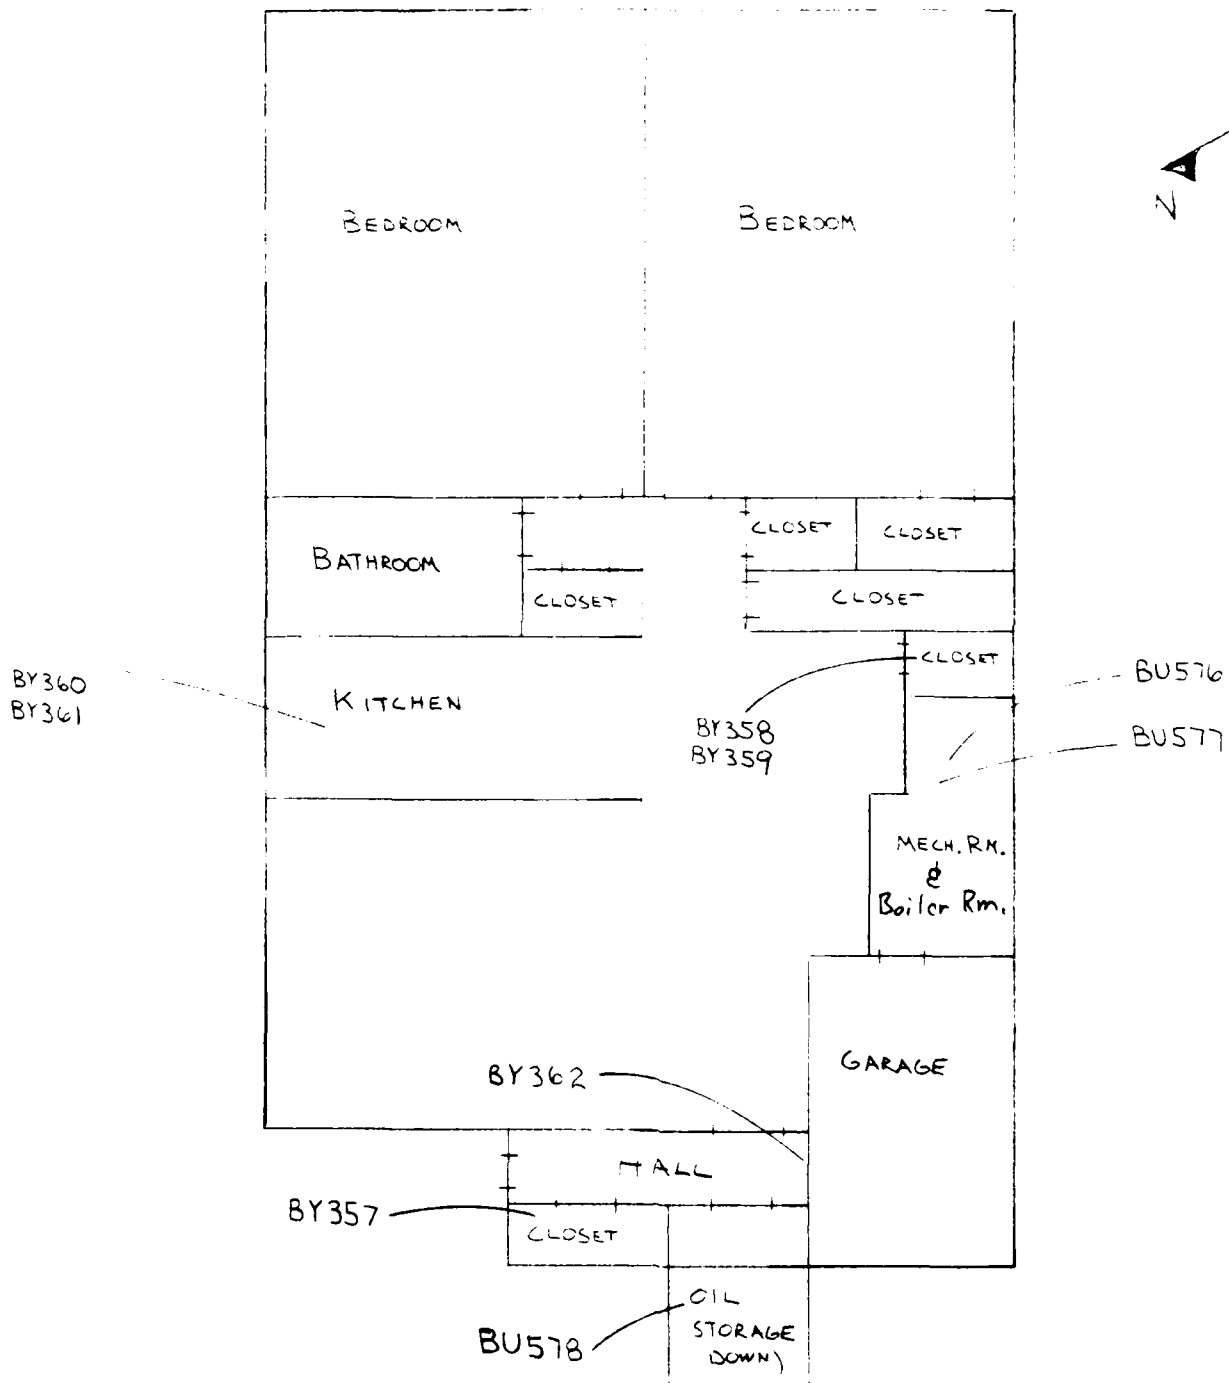 BEDROOM
BEDROOM
N
BATHROOM
CLOSET
CLOSET
CLOSET
CLOSET
CLOSET
BY360
BY361
KITCHEN
BY358
BY359
BU576
BU577
MECH. RM.
&
Boiler Rm.
GARAGE
BY362
HALL
BY357
CLOSET
OIL
STORAGE
DOWN)
BU578